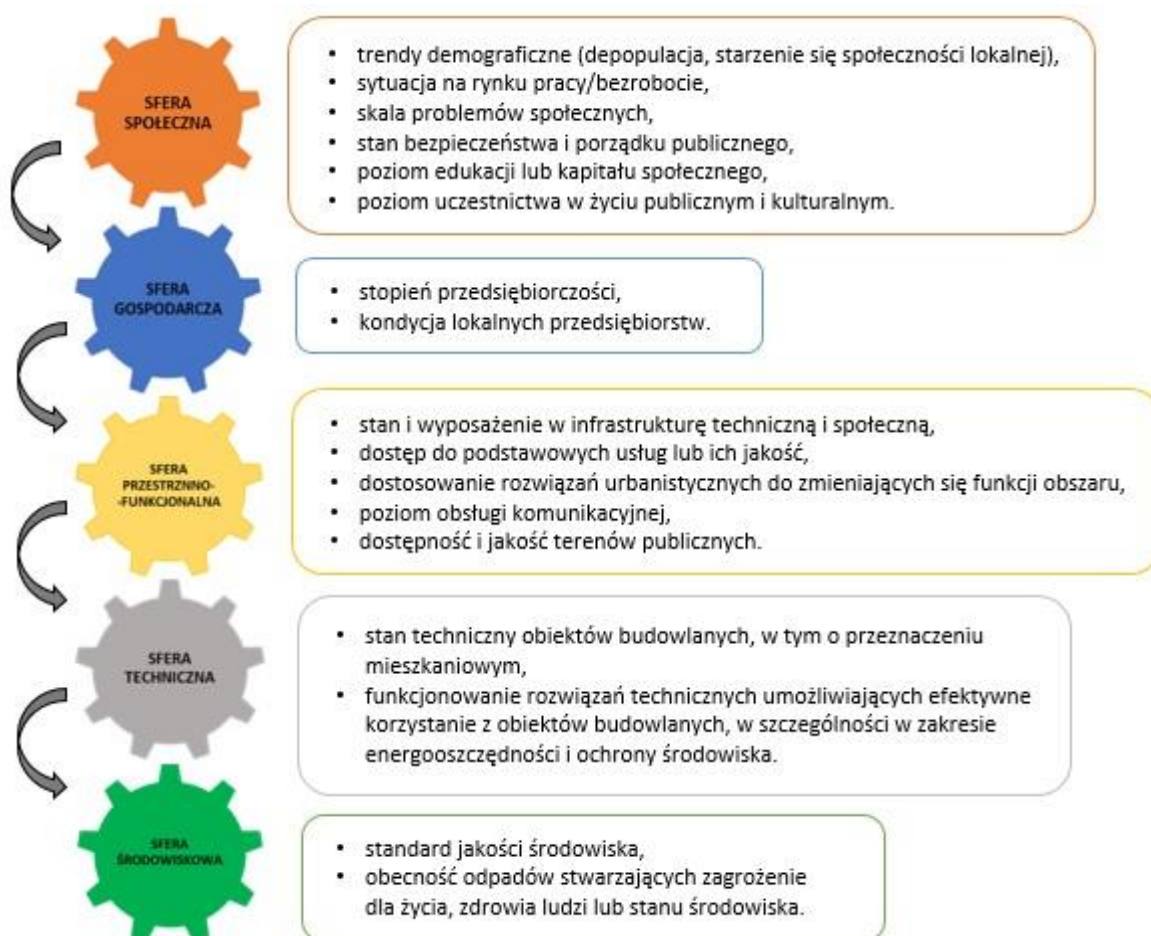 SFERA
SPOŁECZNA
• trendy demograficzne (depopulacja, starzenie się społeczności lokalnej),
• sytuacja na rynku pracy/bezrobocie,
• skala problemów społecznych,
• stan bezpieczeństwa i porządku publicznego,
• poziom edukacji lub kapitału społecznego,
• poziom uczestnictwa w życiu publicznym i kulturalnym.
SFERA
GOSPODARCZA
• stopień przedsiębiorczości,
• kondycja lokalnych przedsiębiorstw.
SFERA
PRZESTRZNNO-
-FUNKCJONALNA
• stan i wyposażenie w infrastrukturę techniczną i społeczną,
• dostęp do podstawowych usług lub ich jakość,
• dostosowanie rozwiązań urbanistycznych do zmieniających się funkcji obszaru,
• poziom obsługi komunikacyjnej,
• dostępność i jakość terenów publicznych.
SFERA
TECHNICZNA
• stan techniczny obiektów budowlanych, w tym o przeznaczeniu
mieszkaniowym,
• funkcjonowanie rozwiązań technicznych umożliwiających efektywne
korzystanie z obiektów budowlanych, w szczególności w zakresie
energooszczędności i ochrony środowiska.
SFERA
ŚRODOWISKOWA
• standard jakości środowiska,
• obecność odpadów stwarzających zagrożenie
dla życia, zdrowia ludzi lub stanu środowiska.